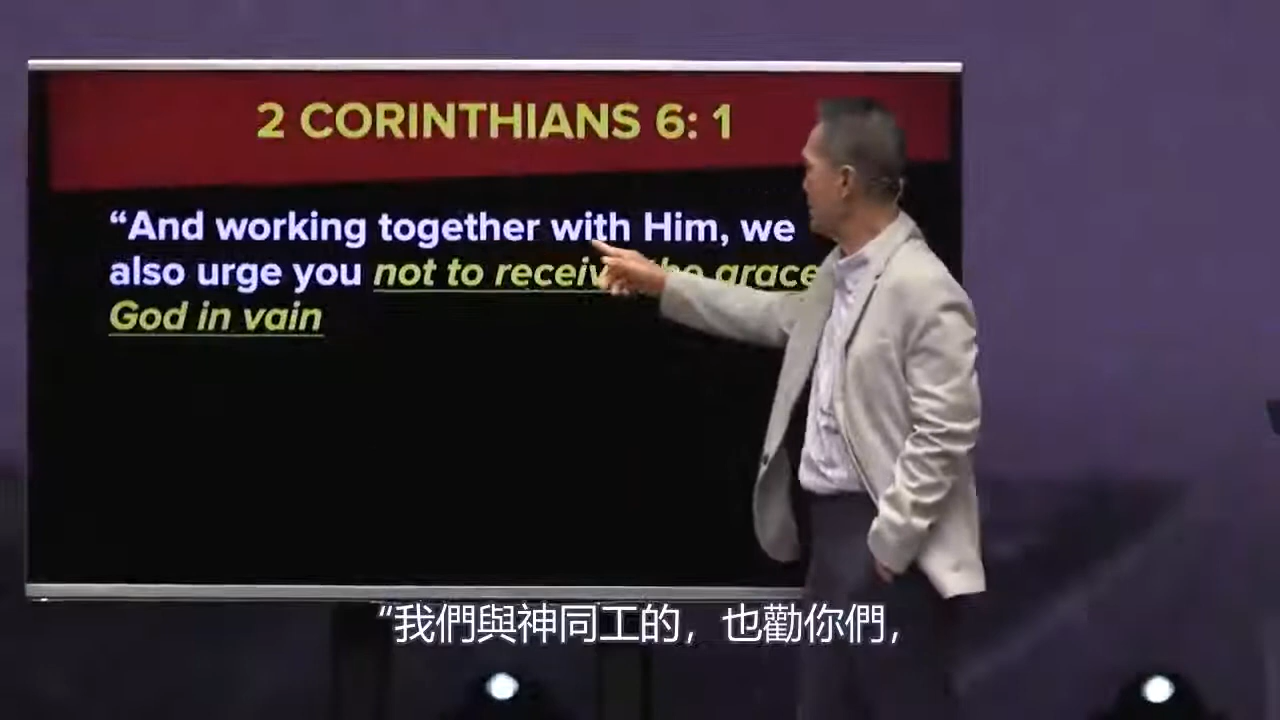 2 CORINTHIANS 6: 1
“And working together with Him, we
also urge you not to receiv grace
God in vain
“我們與神同工的，也勸你們，